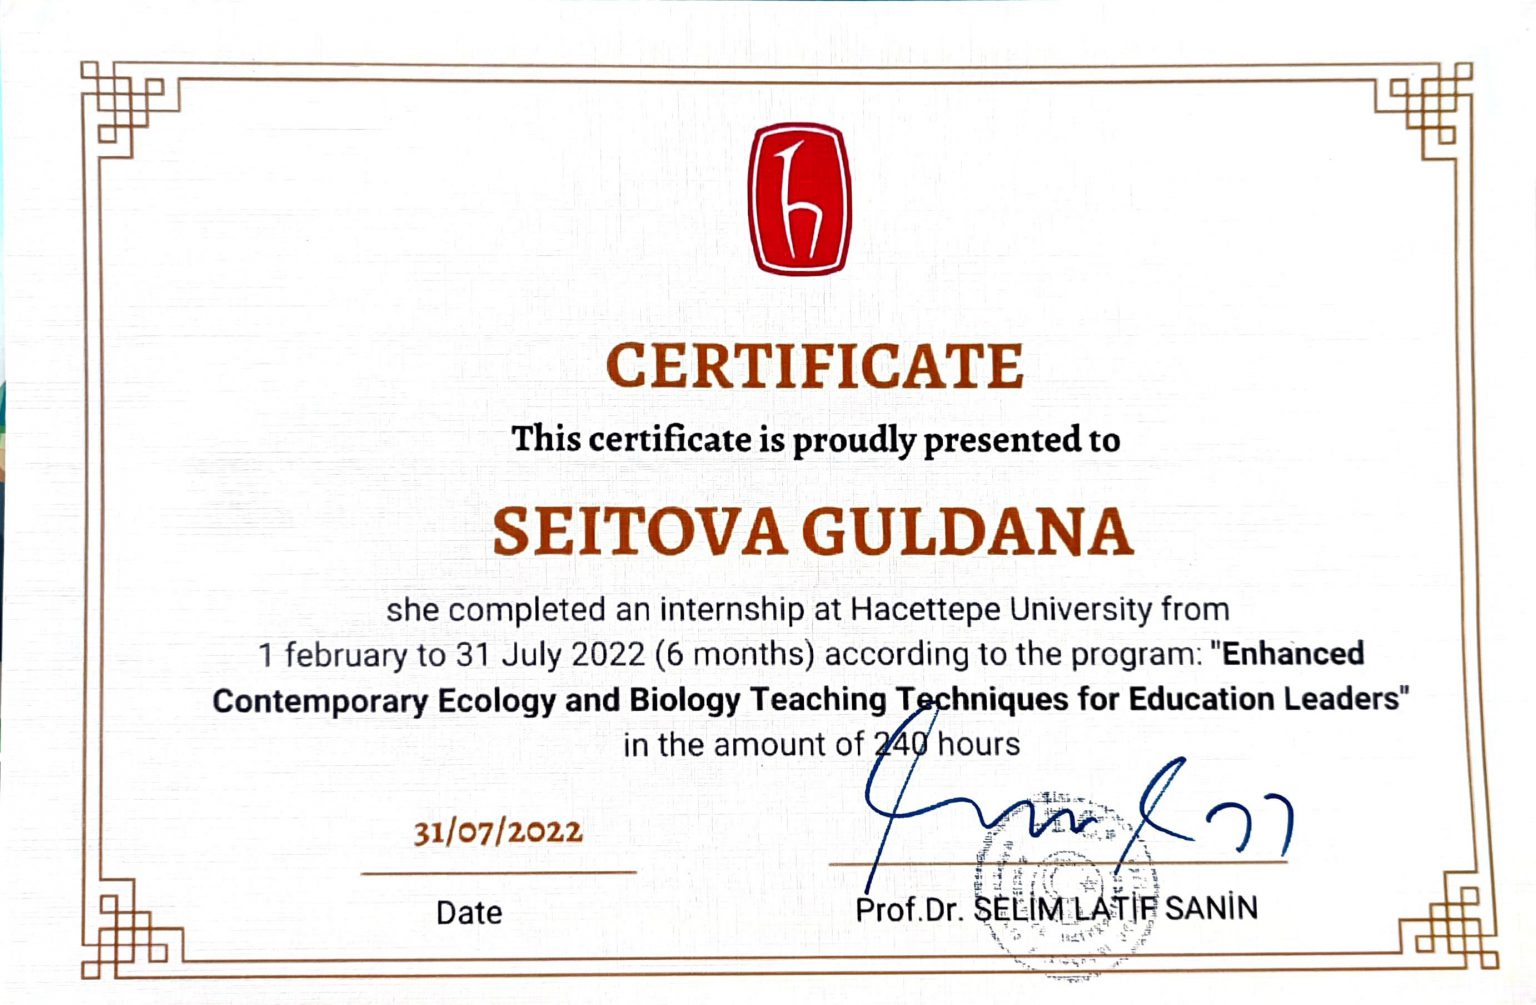 CERTIFICATE
This certificate is proudly presented to
SEITOVA GULDANA
she completed an internship at Hacettepe University from
1 february to 31 July 2022 (6 months) according to the program: "Enhanced
Contemporary Ecology and Biology Teaching Techniques for Education Leaders"
in the amount of 240 hours
31/07/2022
Date
Prof.Dr. SELİM LATİF SANİN